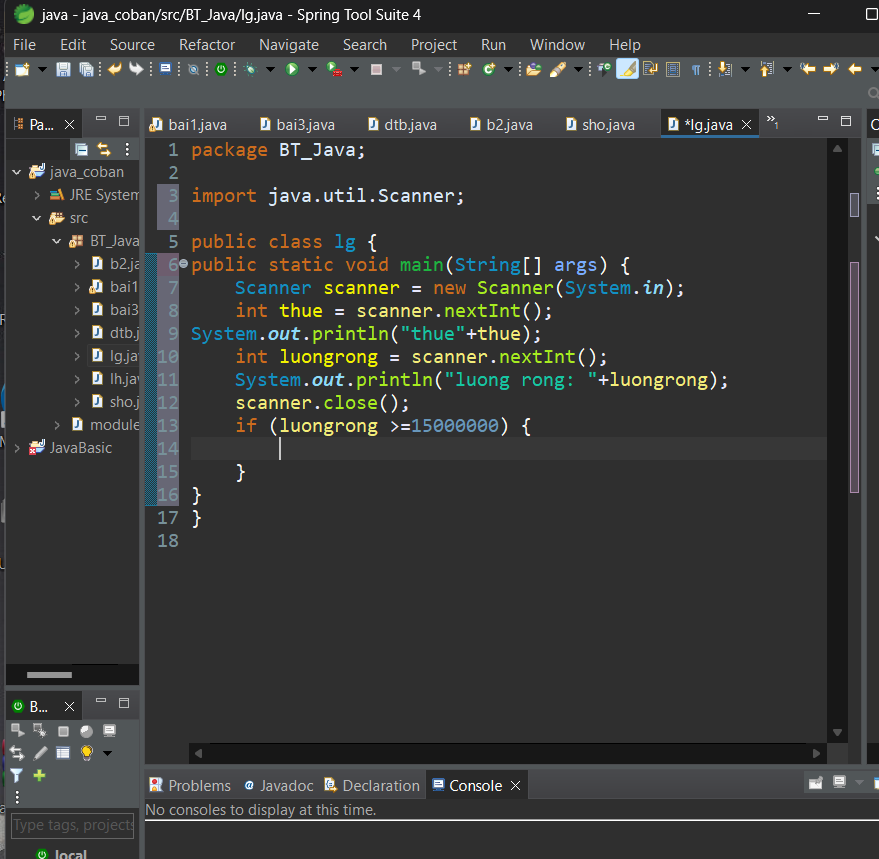 java - java_coban/src/BT_Java/lg.java - Spring Tool Suite 4
File Edit Source Refactor Navigate Search Project Run Window Help
Pa...
bai1.java bai3.java dtb.java b2.java sho.java *lg.java »1
java_coban
JRE System
src
BT_Java
b2.ja
bai1
bai3
dtb.j
lg.ja
lh.jav
sho.j
module
JavaBasic
1 package BT_Java;
2
3 import java.util.Scanner;
4
5 public class lg {
6 public static void main(String[] args) {
7 Scanner scanner = new Scanner(System.in);
8 int thue = scanner.nextInt();
9 System.out.println("thue"+thue);
10 int luongrong = scanner.nextInt();
11 System.out.println("luong rong: "+luongrong);
12 scanner.close();
13 if (luongrong >=15000000) {
14
15 }
16 }
17 }
18
B...
Type tags, projects
local
Problems Javadoc Declaration Console
No consoles to display at this time.